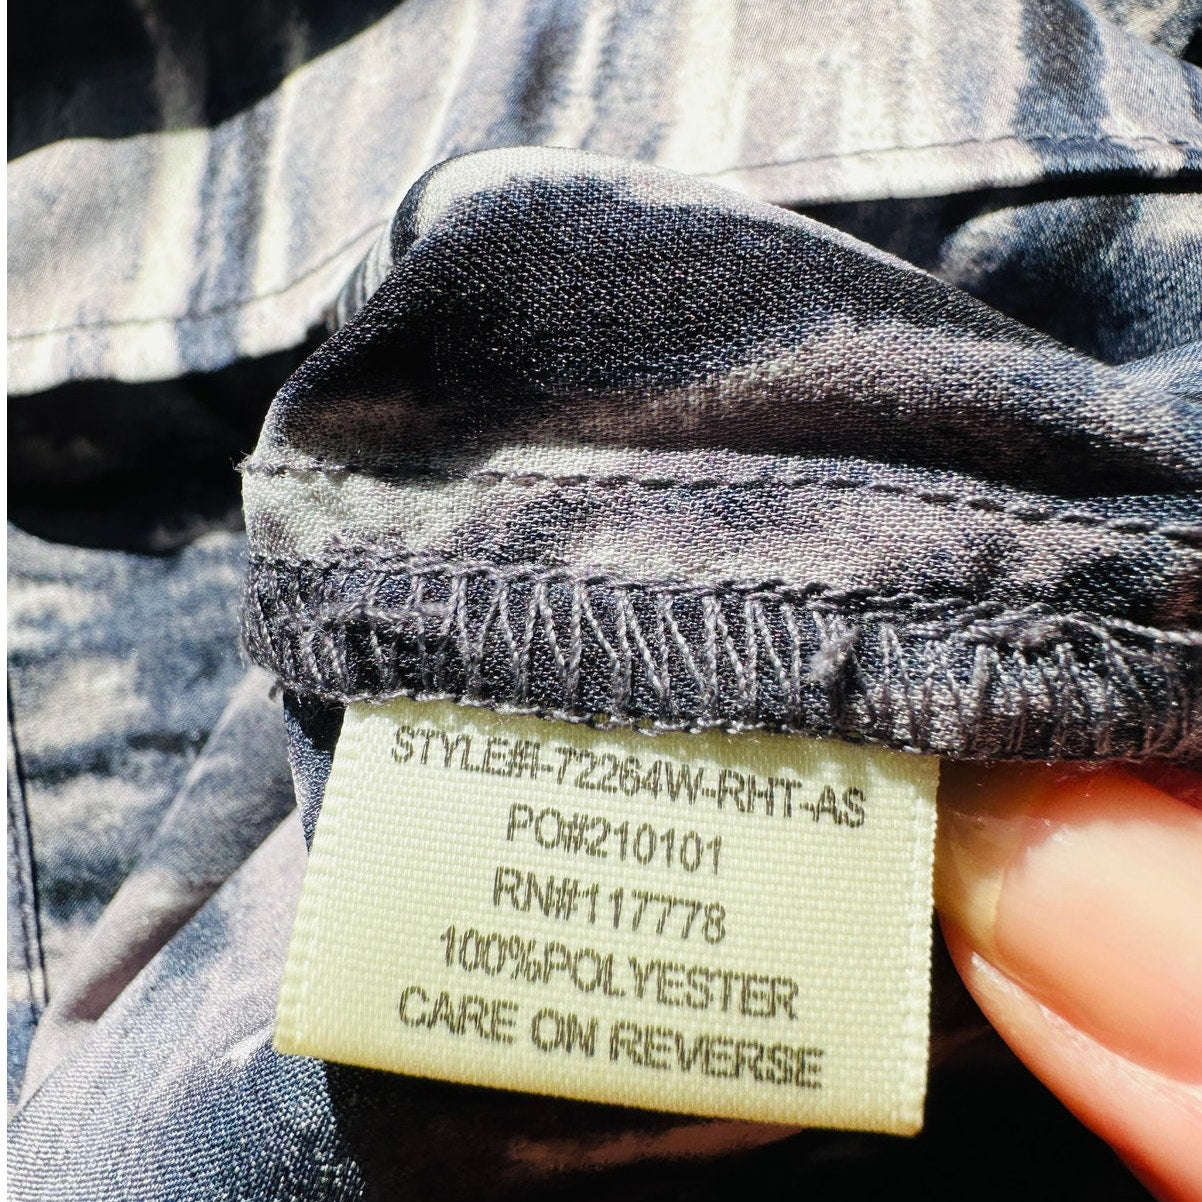 STYLE#I-72264W-RHT-AS
PO#210101
RN#117778
100%POLYESTER
CARE ON REVERSE